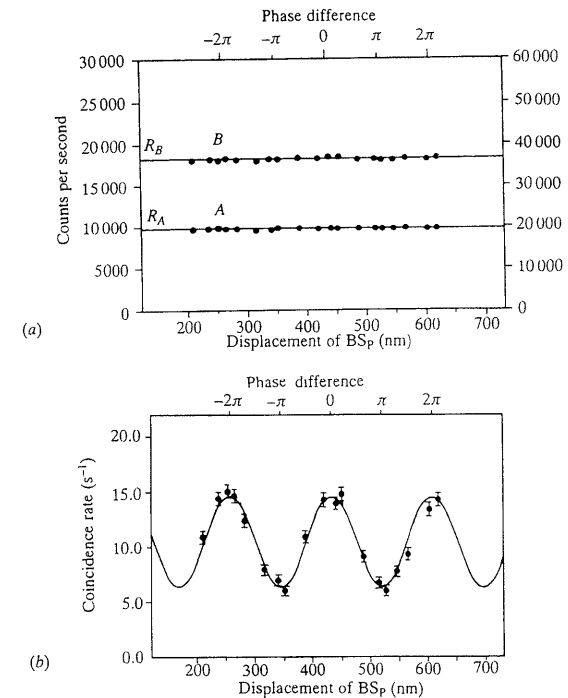 Phase difference
−2π −π 0 π 2π
30 000 60 000
25 000 50 000
20 000 40 000
15 000 30 000
10 000 20 000
5000 10 000
0 0
R_B B
R_A A
Counts per second
200 300 400 500 600 700
Displacement of BS_P (nm)
(a)
Phase difference
−2π −π 0 π 2π
20.0
15.0
10.0
5.0
0.0
Coincidence rate (s⁻¹)
200 300 400 500 600 700
Displacement of BS_P (nm)
(b)